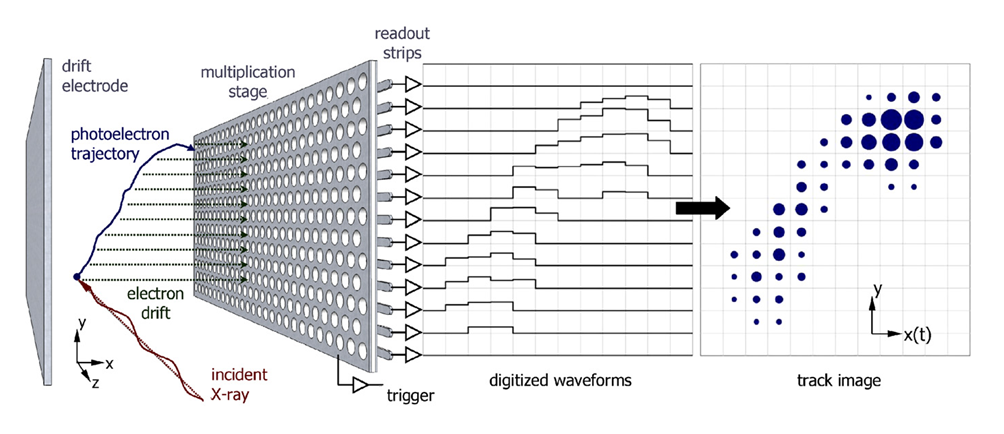 drift
electrode
multiplication
stage
readout
strips
photoelectron
trajectory
electron
drift
y
x
z
incident
X-ray
trigger
digitized waveforms
y
x(t)
track image